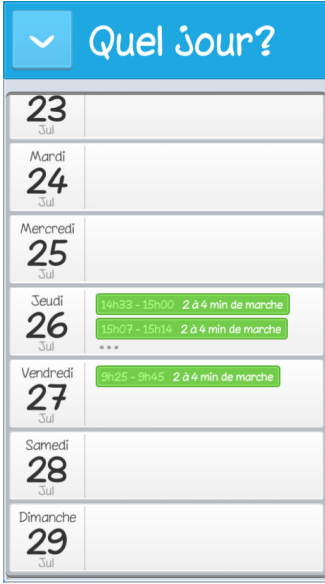 Quel jour?
23
Jul
Mardi
24
Jul
Mercredi
25
Jul
Jeudi
26
Jul
14h33 - 15h00 2 à 4 min de marche
15h07 - 15h14 2 à 4 min de marche
...
Vendredi
27
Jul
9h25 - 9h45 2 à 4 min de marche
Samedi
28
Jul
Dimanche
29
Jul